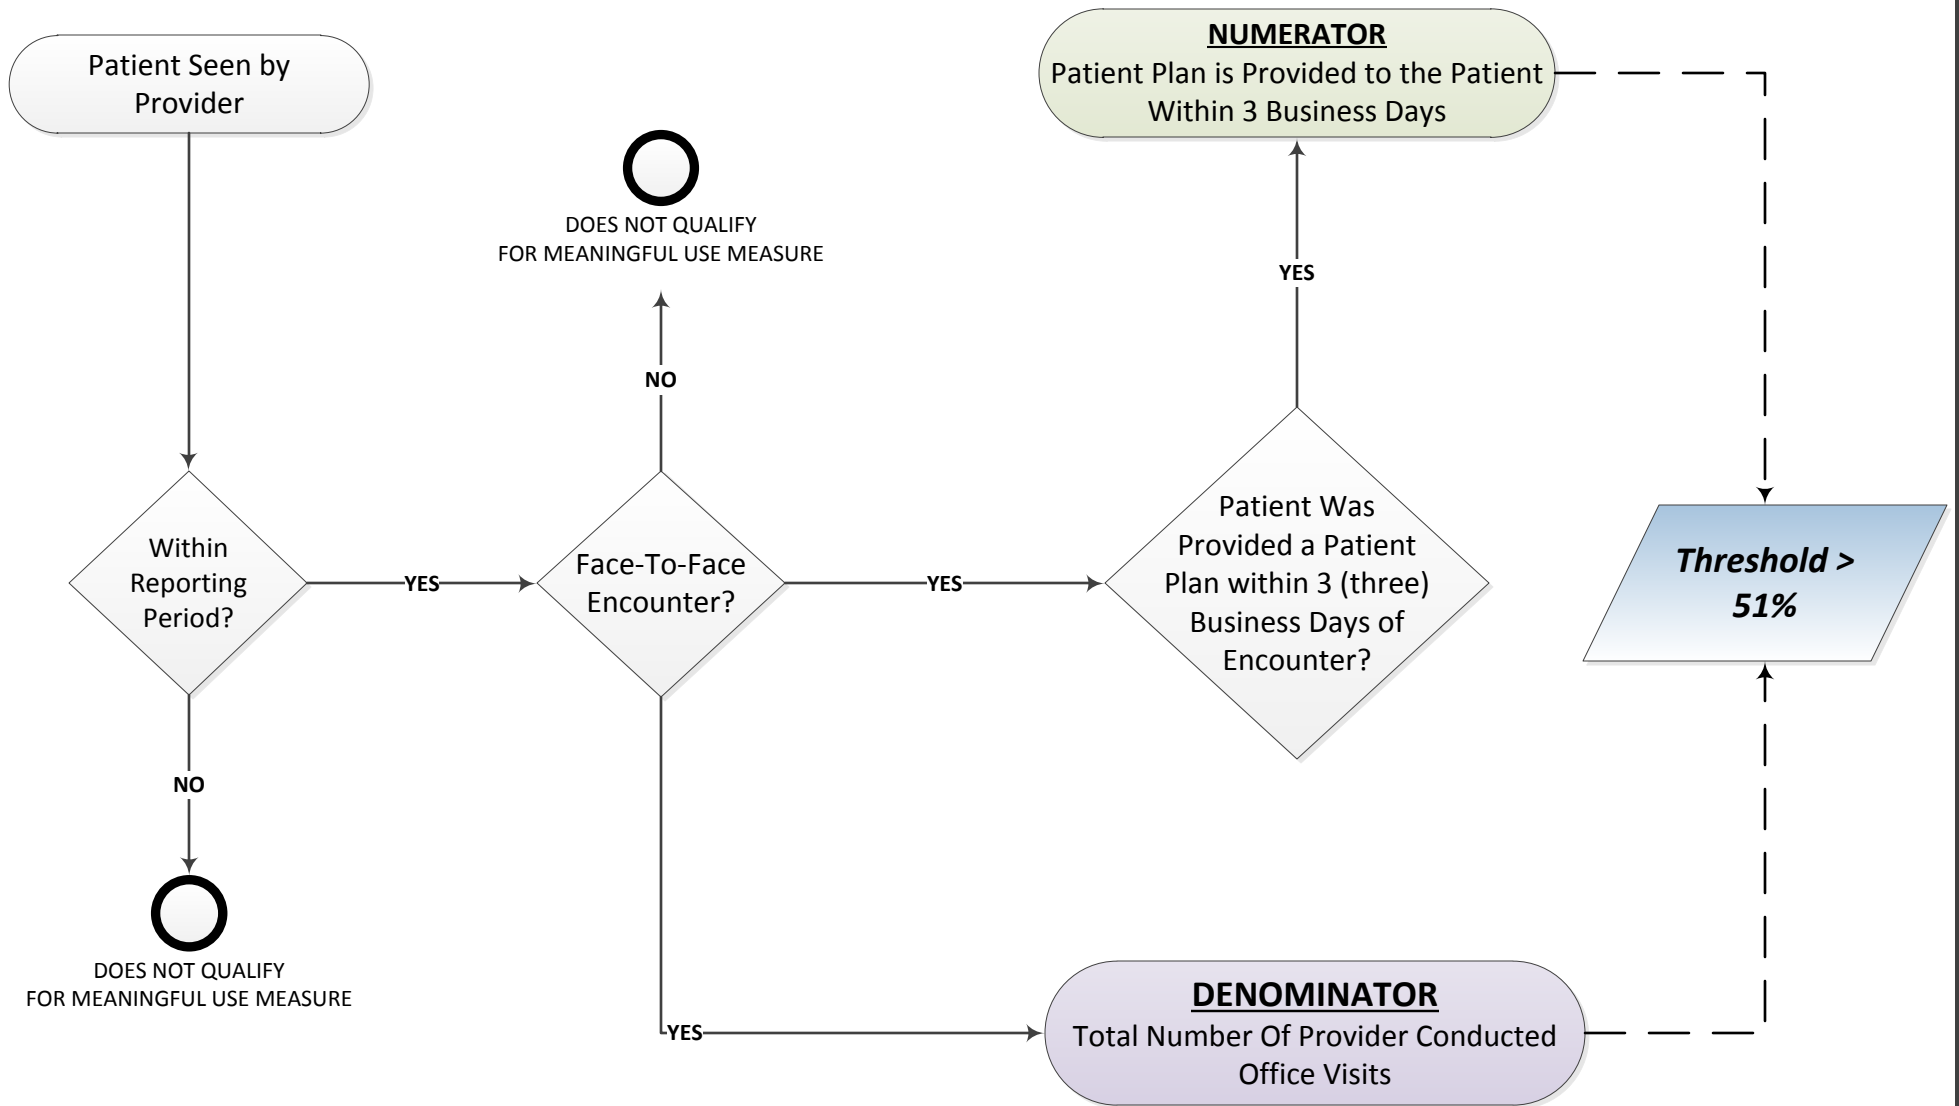 Patient Seen by
Provider
NUMERATOR
Patient Plan is Provided to the Patient
Within 3 Business Days
DOES NOT QUALIFY
FOR MEANINGFUL USE MEASURE
YES
NO
Within
Reporting
Period?
YES
Face-To-Face
Encounter?
YES
Patient Was
Provided a Patient
Plan within 3 (three)
Business Days of
Encounter?
Threshold >
51%
NO
DOES NOT QUALIFY
FOR MEANINGFUL USE MEASURE
YES
DENOMINATOR
Total Number Of Provider Conducted
Office Visits